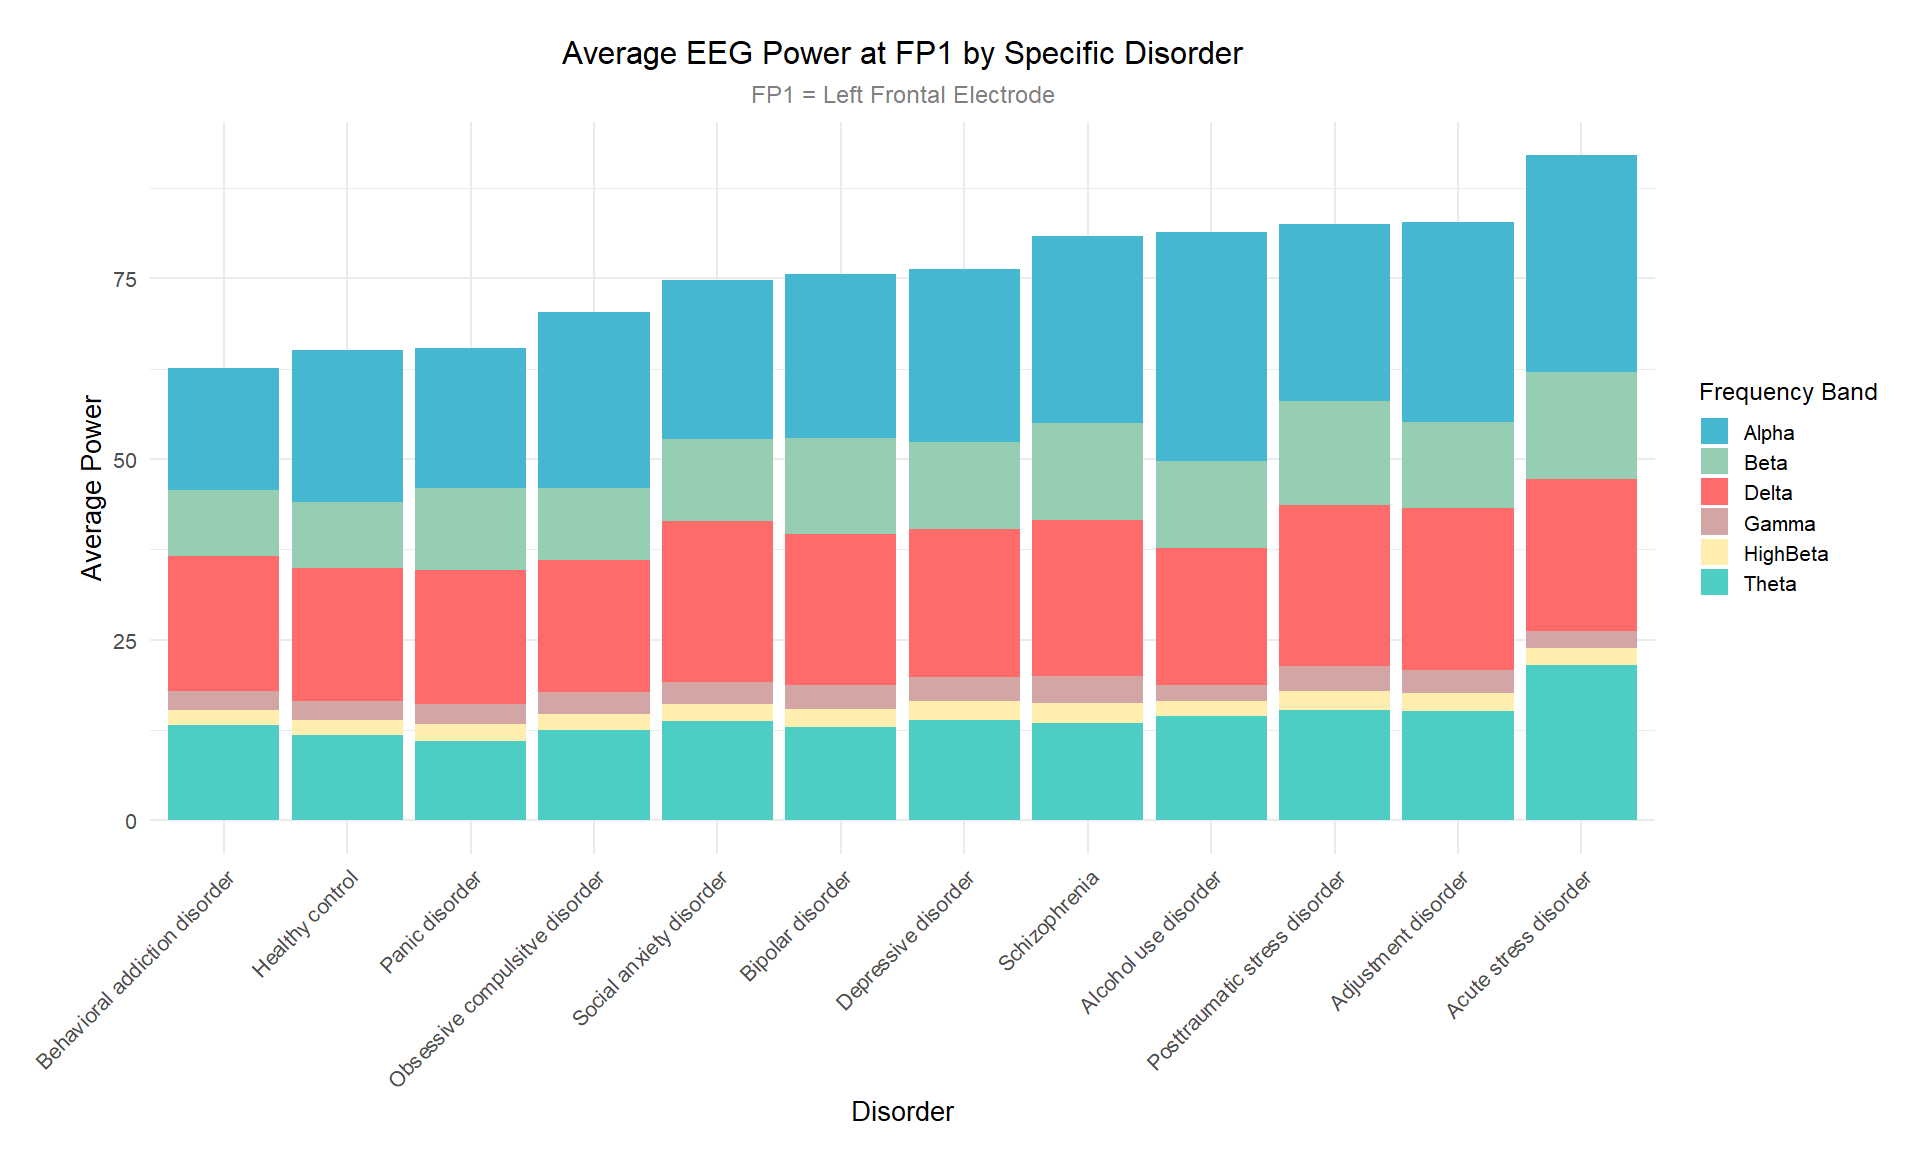 Average EEG Power at FP1 by Specific Disorder
FP1 = Left Frontal Electrode
Average Power
75
50
25
0
Behavioral addiction disorder
Healthy control
Panic disorder
Obsessive compulsitve disorder
Social anxiety disorder
Bipolar disorder
Depressive disorder
Schizophrenia
Alcohol use disorder
Posttraumatic stress disorder
Adjustment disorder
Acute stress disorder
Disorder
Frequency Band
Alpha
Beta
Delta
Gamma
HighBeta
Theta